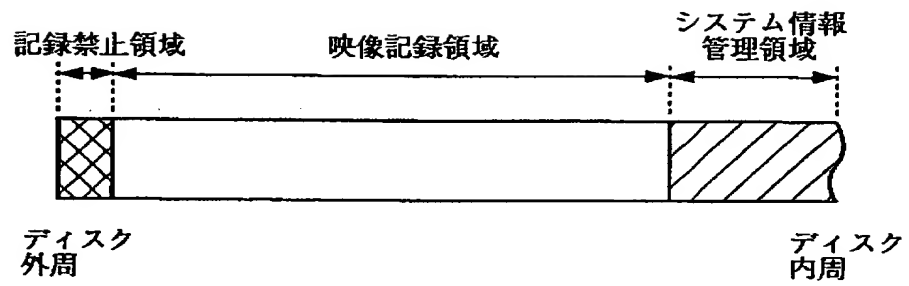 記録禁止領域
映像記録領域
システム情報
管理領域
ディスク
外周
ディスク
内周